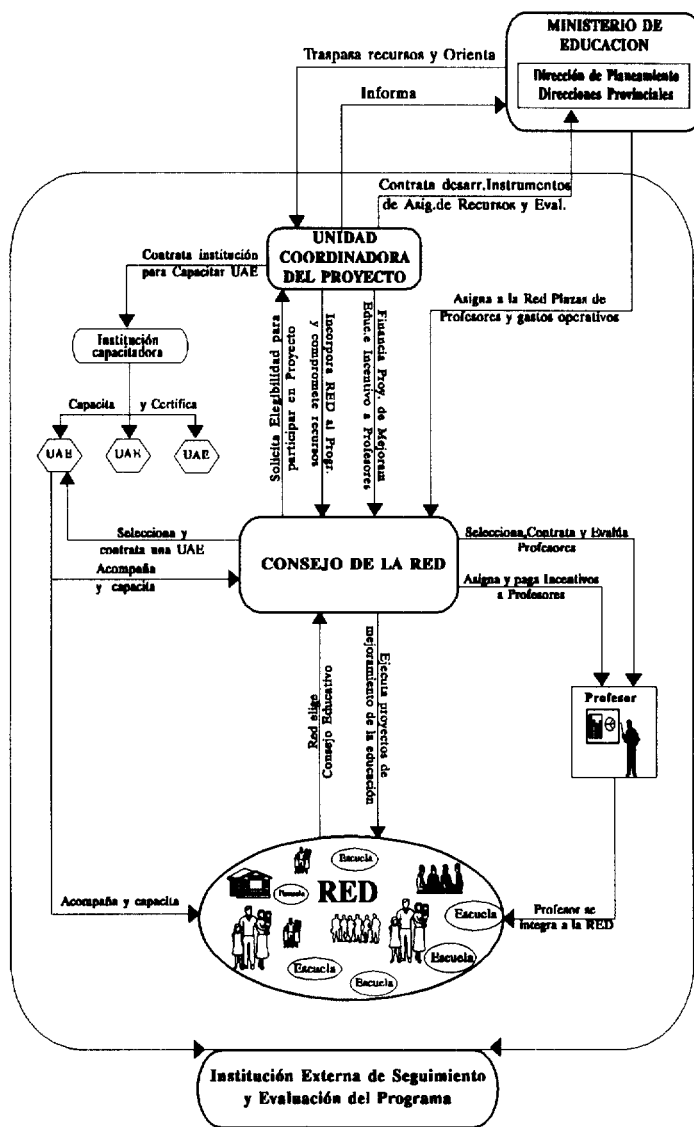 MINISTERIO DE
EDUCACION
Dirección de Planeamiento
Direcciones Provinciales
Traspasa recursos y Orienta
Informa
Contrata desarr.Instrumentos
de Asig.de Recursos y Eval.
UNIDAD
COORDINADORA
DEL PROYECTO
Contrata institución
para Capacitar UAE
Institución
capacitadora
Capacita y Certifica
UAE
UAE
UAE
Solicita Elegibilidad para
participar en Proyecto
Incorpora RED al Progr.
y compromete recursos
Financia Proy. de Mejoram
Educ.e Incentivo a Profesores
Asigna a la Red Plazas de
Profesores y gastos operativos
Selecciona y
contrata una UAE
Acompaña
y capacita
CONSEJO DE LA RED
Selecciona,Contrata y Evalúa
Profesores
Asigna y paga Incentivos
a Profesores
Red elige
Consejo Educativo
Ejecuta proyectos de
mejoramiento de la educación
Profesor
Escuela
RED
Escuela
Escuela
Escuela
Escuela
Escuela
Acompaña y capacita
Profesor se
integra a la RED
Institución Externa de Seguimiento
y Evaluación del Programa